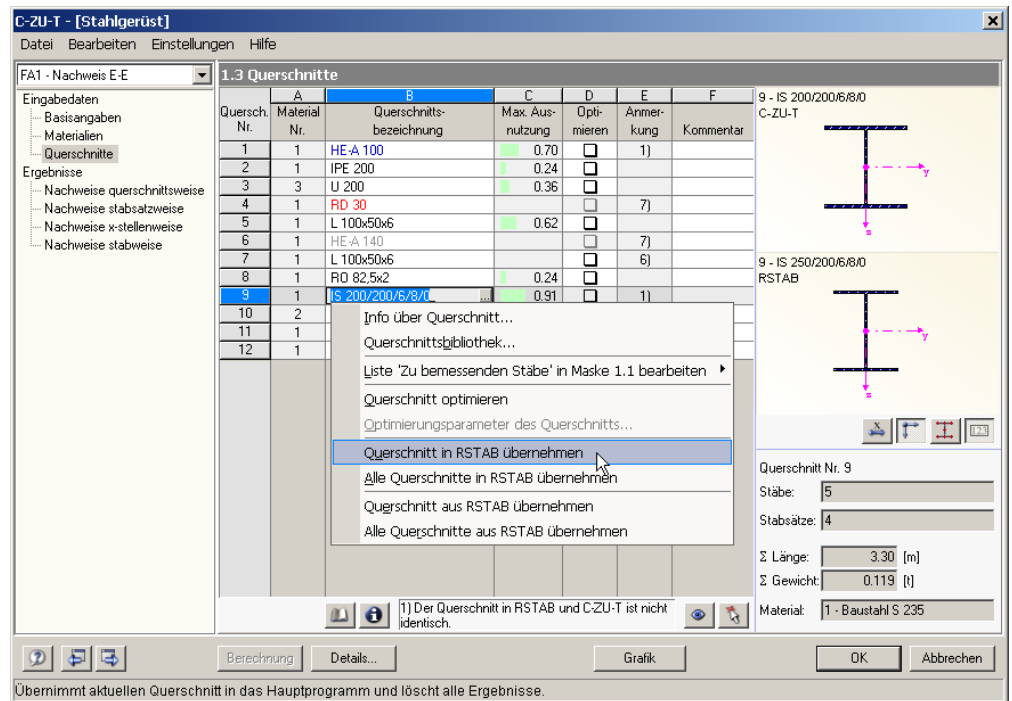 C-ZU-T - [Stahlgerüst]
Datei Bearbeiten Einstellungen Hilfe
FA1 - Nachweis E-E
Eingabedaten
Basisangaben
Materialien
Querschnitte
Ergebnisse
Nachweise querschnittsweise
Nachweise stabsatzweise
Nachweise x-stellenweise
Nachweise stabweise
1.3 Querschnitte
A B C D E F
Quersch. Material Querschnitts- Max. Aus- Opti- Anmer-
Nr. Nr. bezeichnung nutzung mieren kung Kommentar
1 1 HE-A 100 0.70 1)
2 1 IPE 200 0.24
3 3 U 200 0.36
4 1 RD 30 7)
5 1 L 100x50x6 0.62
6 1 HE-A 140 7)
7 1 L 100x50x6 6)
8 1 RO 82,5x2 0.24
9 1 IS 200/200/6/8/0 ... 0.91 1)
10 2
11 1
12 1
Info über Querschnitt...
Querschnittsbibliothek...
Liste 'Zu bemessenden Stäbe' in Maske 1.1 bearbeiten
Querschnitt optimieren
Optimierungsparameter des Querschnitts...
Querschnitt in RSTAB übernehmen
Alle Querschnitte in RSTAB übernehmen
Querschnitt aus RSTAB übernehmen
Alle Querschnitte aus RSTAB übernehmen
1) Der Querschnitt in RSTAB und C-ZU-T ist nicht
identisch.
9 - IS 200/200/6/8/0
C-ZU-T
y
z
9 - IS 250/200/6/8/0
RSTAB
y
z
x
123
Querschnitt Nr. 9
Stäbe: 5
Stabsätze: 4
Σ Länge: 3.30 [m]
Σ Gewicht: 0.119 [t]
Material: 1 - Baustahl S 235
Berechnung Details... Grafik OK Abbrechen
Übernimmt aktuellen Querschnitt in das Hauptprogramm und löscht alle Ergebnisse.